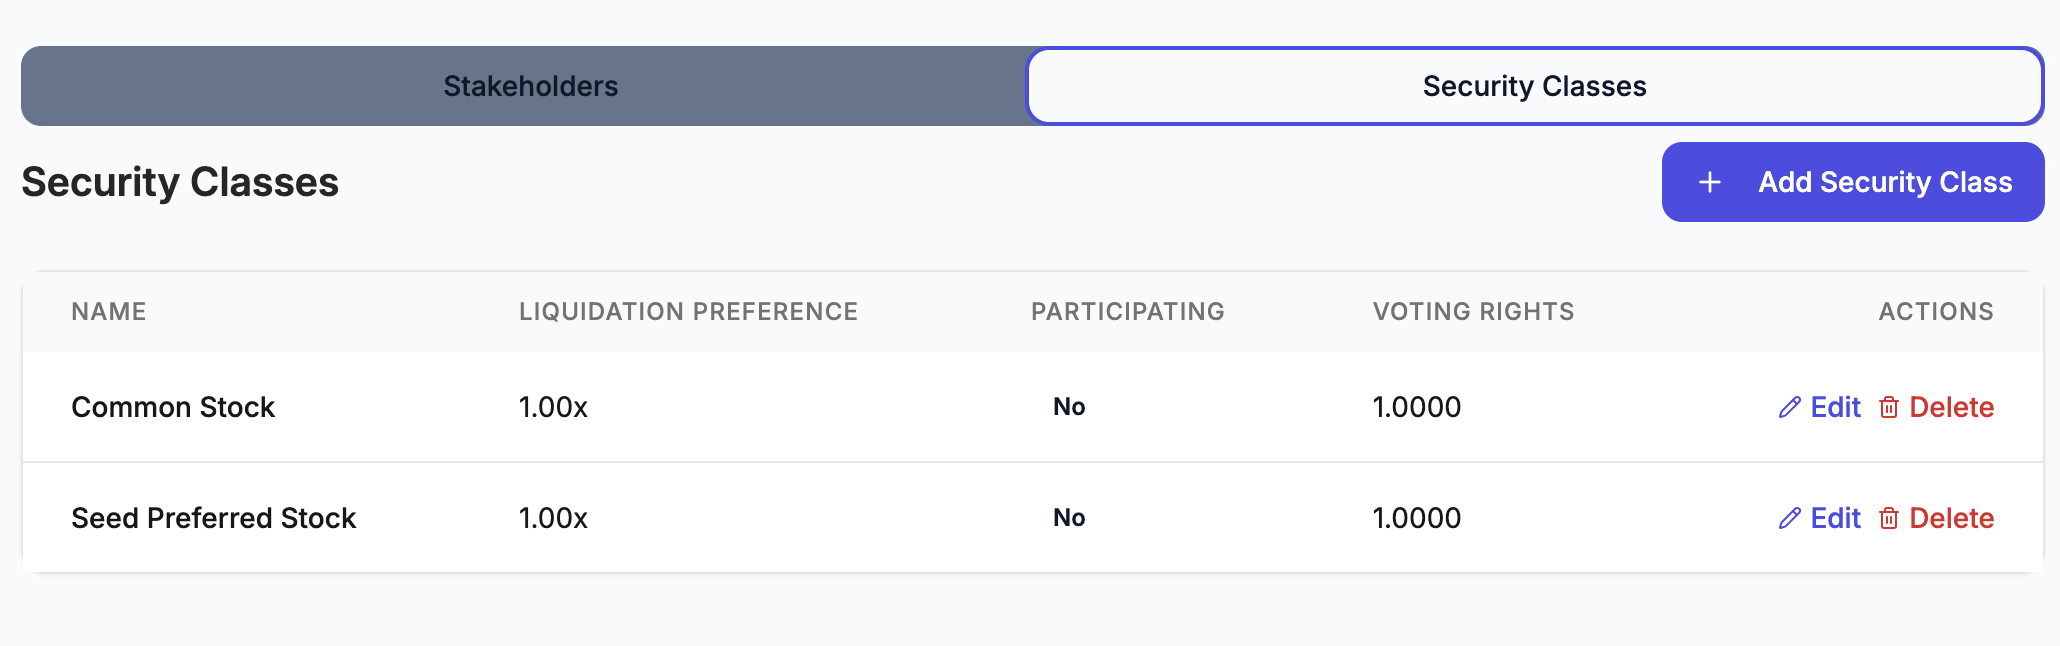 Stakeholders Security Classes
Security Classes
+ Add Security Class
NAME LIQUIDATION PREFERENCE PARTICIPATING VOTING RIGHTS ACTIONS
Common Stock 1.00x No 1.0000 Edit Delete
Seed Preferred Stock 1.00x No 1.0000 Edit Delete